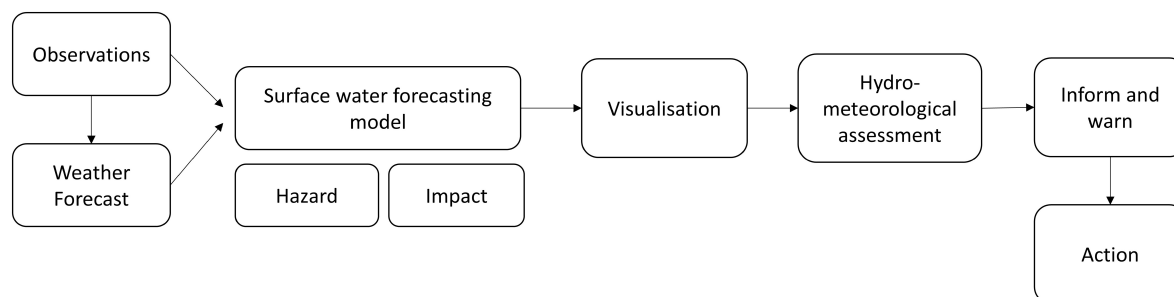 Observations
Weather
Forecast
Surface water forecasting
model
Hazard
Impact
Visualisation
Hydro-
meteorological
assessment
Inform and
warn
Action